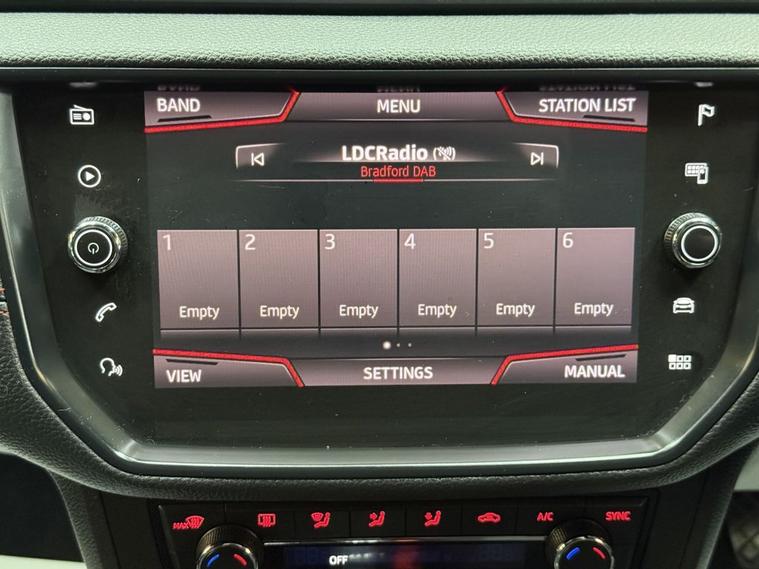 BAND MENU STATION LIST
LDCRadio
Bradford DAB
1 2 3 4 5 6
Empty Empty Empty Empty Empty Empty
VIEW SETTINGS MANUAL
MAX A/C SYNC
OFF